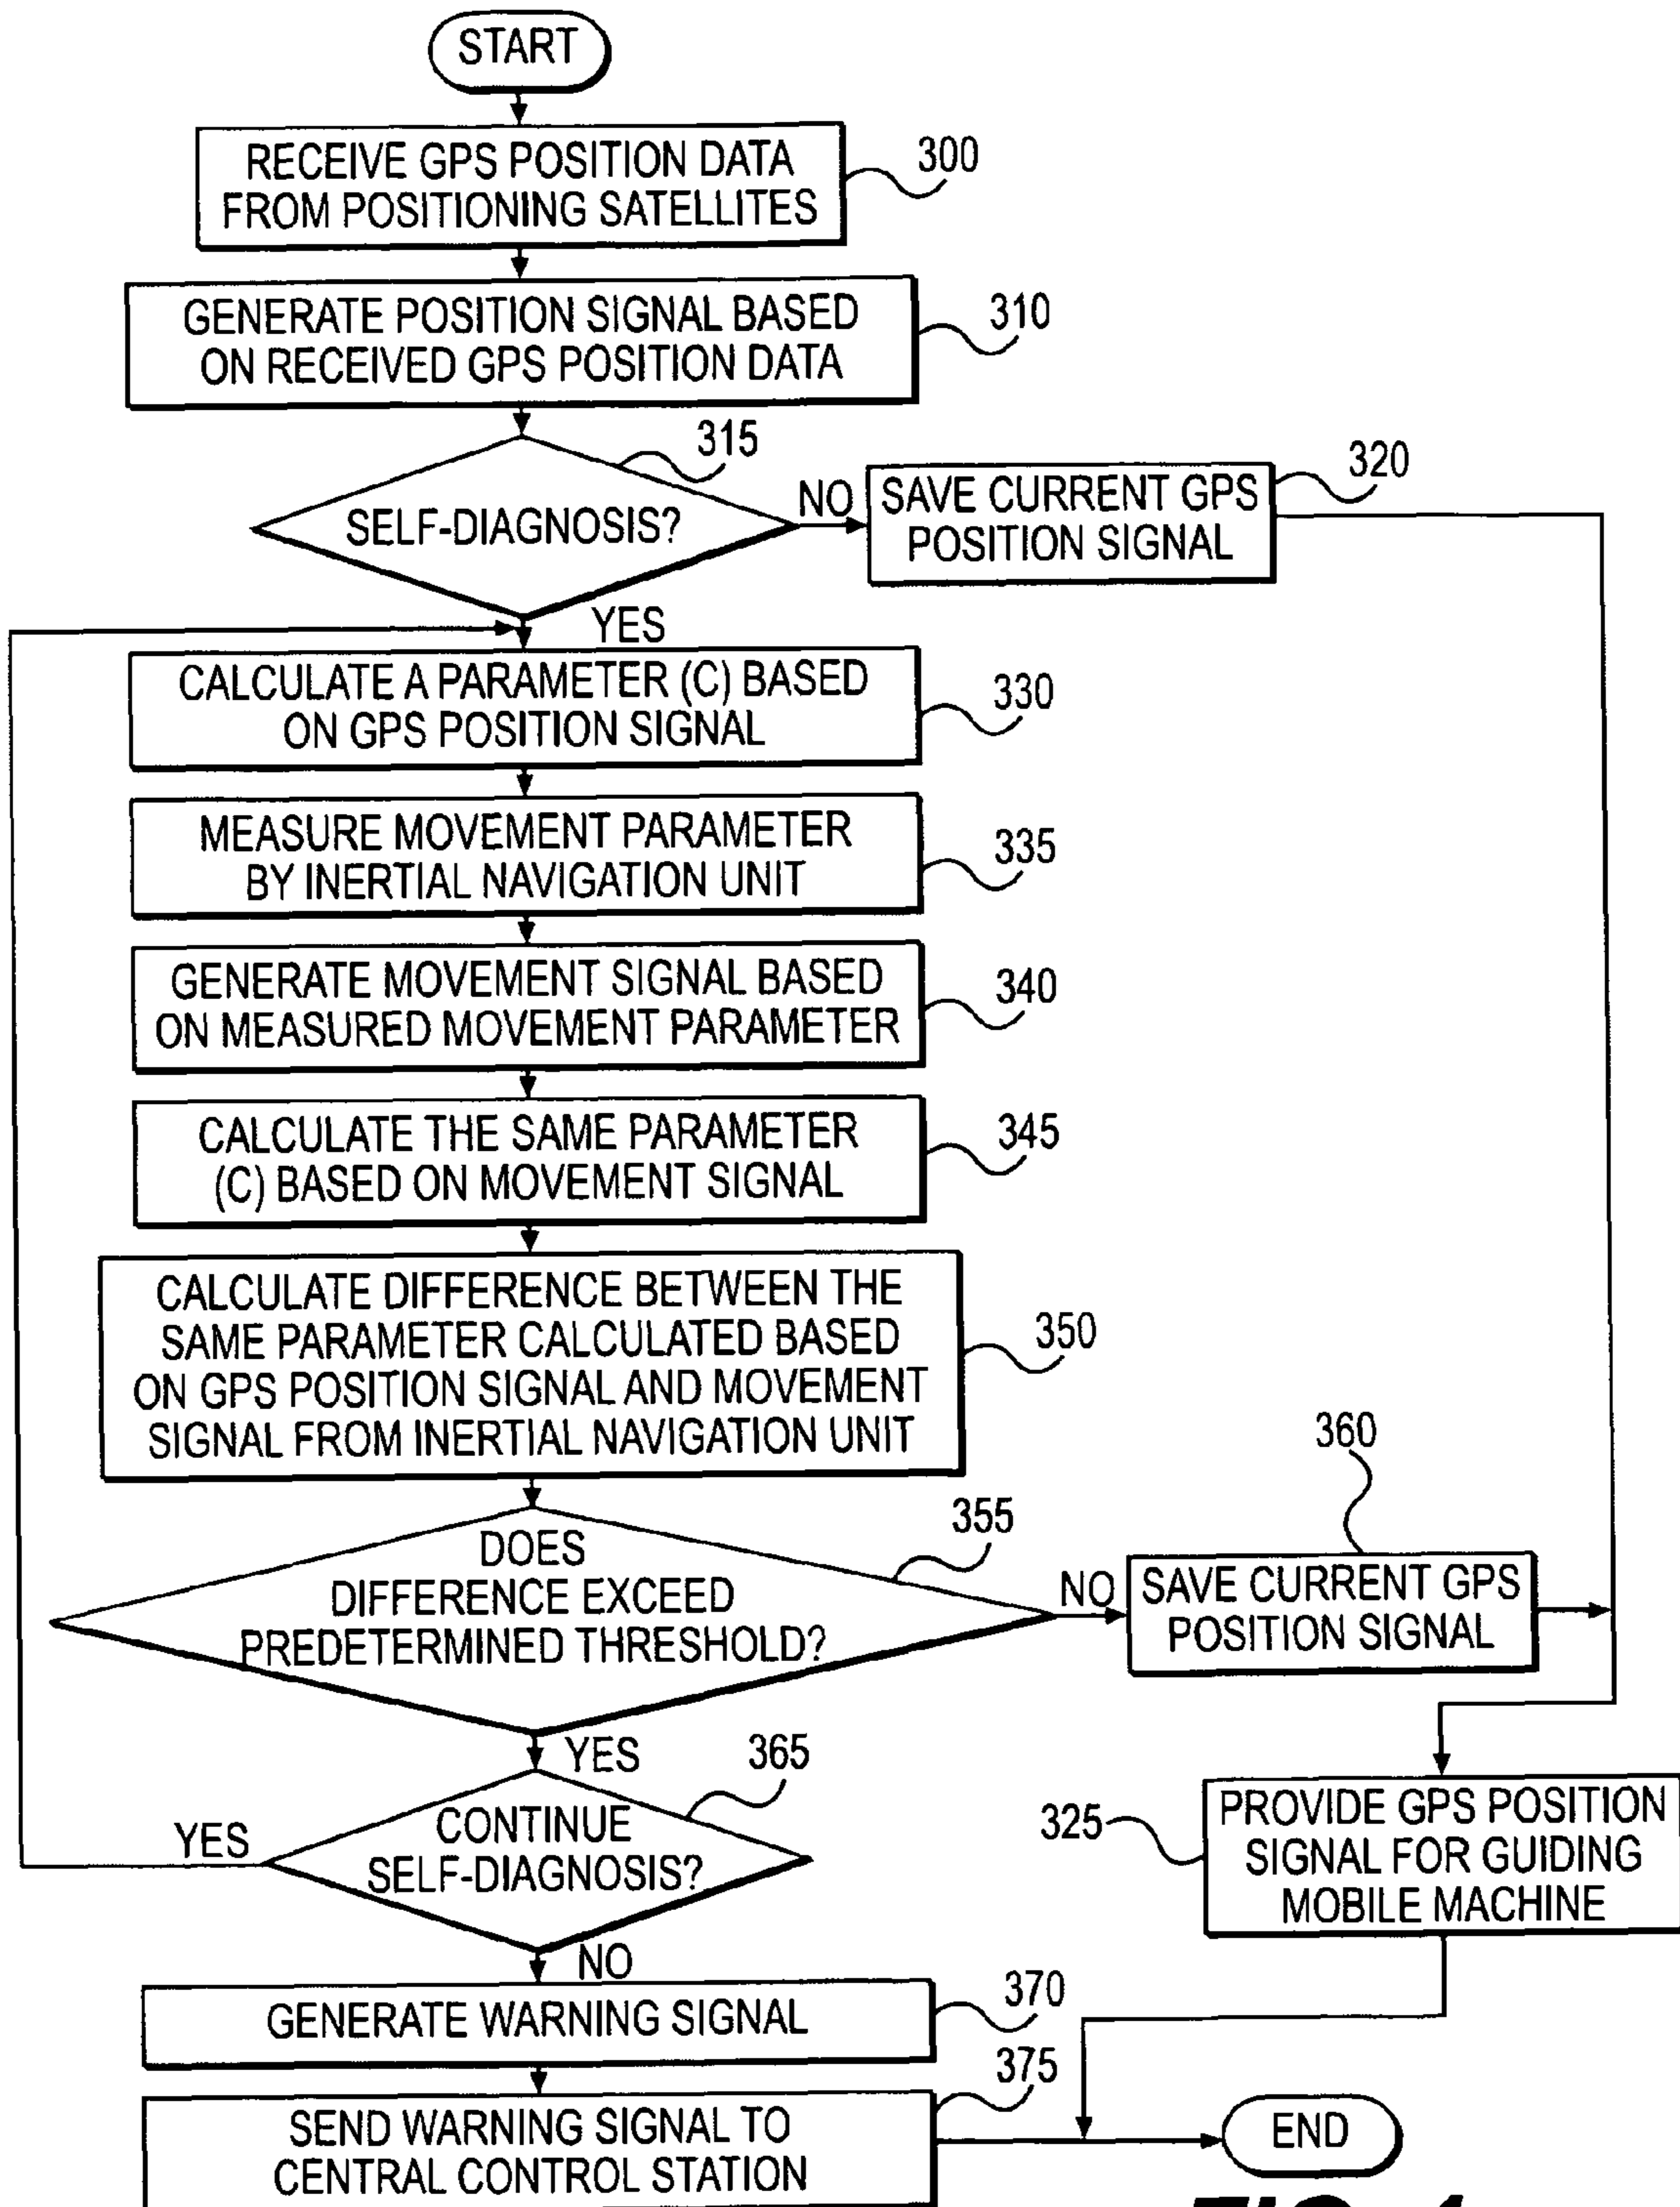 START
RECEIVE GPS POSITION DATA
FROM POSITIONING SATELLITES
300
GENERATE POSITION SIGNAL BASED
ON RECEIVED GPS POSITION DATA
310
315
SELF-DIAGNOSIS?
NO
SAVE CURRENT GPS
POSITION SIGNAL
320
YES
CALCULATE A PARAMETER (C) BASED
ON GPS POSITION SIGNAL
330
MEASURE MOVEMENT PARAMETER
BY INERTIAL NAVIGATION UNIT
335
GENERATE MOVEMENT SIGNAL BASED
ON MEASURED MOVEMENT PARAMETER
340
CALCULATE THE SAME PARAMETER
(C) BASED ON MOVEMENT SIGNAL
345
CALCULATE DIFFERENCE BETWEEN THE
SAME PARAMETER CALCULATED BASED
ON GPS POSITION SIGNAL AND MOVEMENT
SIGNAL FROM INERTIAL NAVIGATION UNIT
350
DOES
DIFFERENCE EXCEED
PREDETERMINED THRESHOLD?
355
NO
SAVE CURRENT GPS
POSITION SIGNAL
360
YES
365
CONTINUE
SELF-DIAGNOSIS?
YES
325
PROVIDE GPS POSITION
SIGNAL FOR GUIDING
MOBILE MACHINE
NO
GENERATE WARNING SIGNAL
370
375
SEND WARNING SIGNAL TO
CENTRAL CONTROL STATION
END